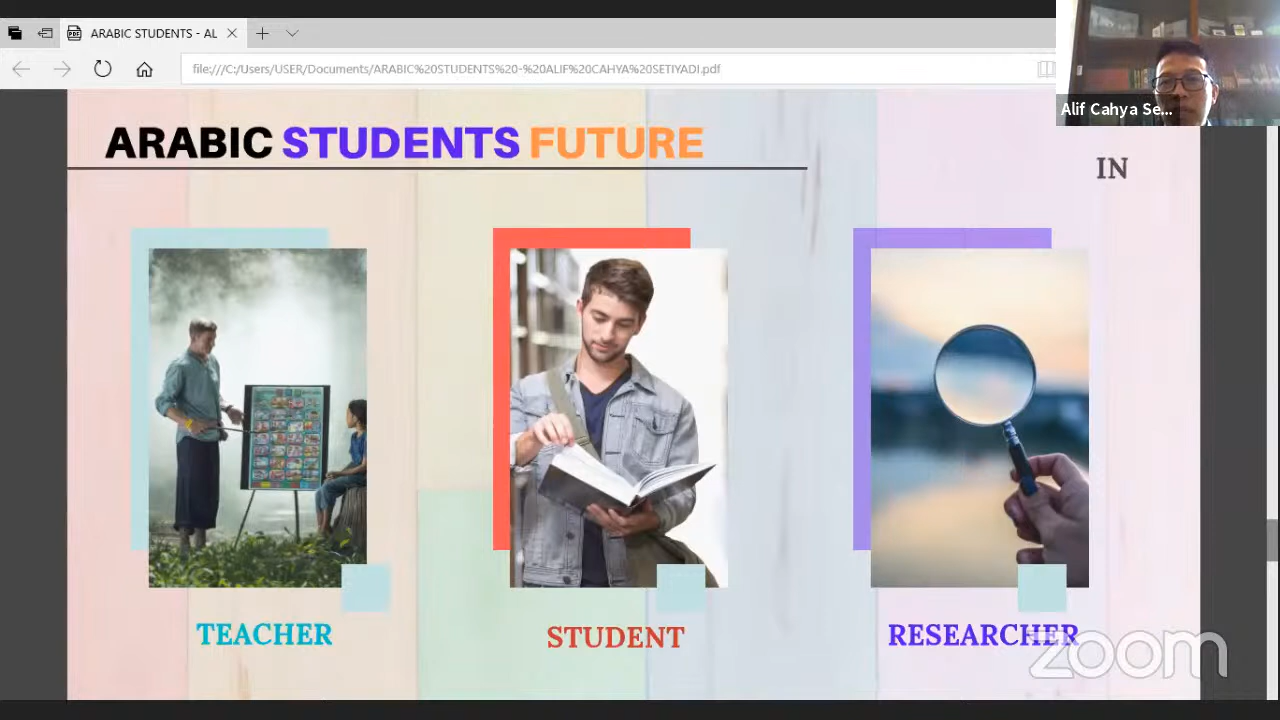 ARABIC STUDENTS - AL
file:///C:/Users/USER/Documents/ARABIC%20STUDENTS%20-%20ALIF%20CAHYA%20SETIYADI.pdf
Alif Cahya Se...
ARABIC STUDENTS FUTURE
IN
TEACHER
STUDENT
RESEARCHER
zoom